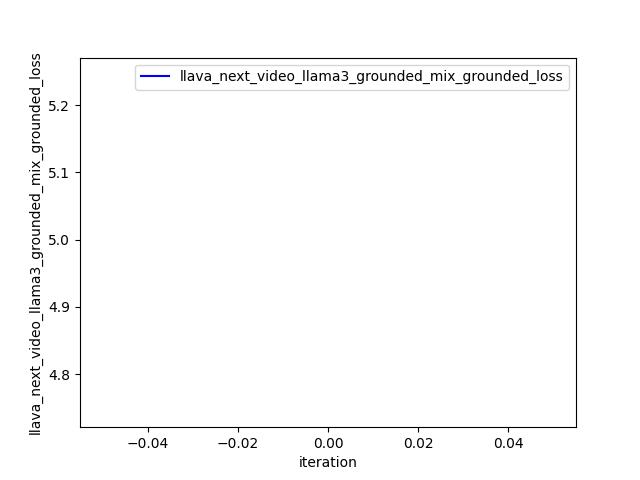 llava_next_video_llama3_grounded_mix_grounded_loss
llava_next_video_llama3_grounded_mix_grounded_loss
5.2
5.1
5.0
4.9
4.8
−0.04 −0.02 0.00 0.02 0.04
iteration